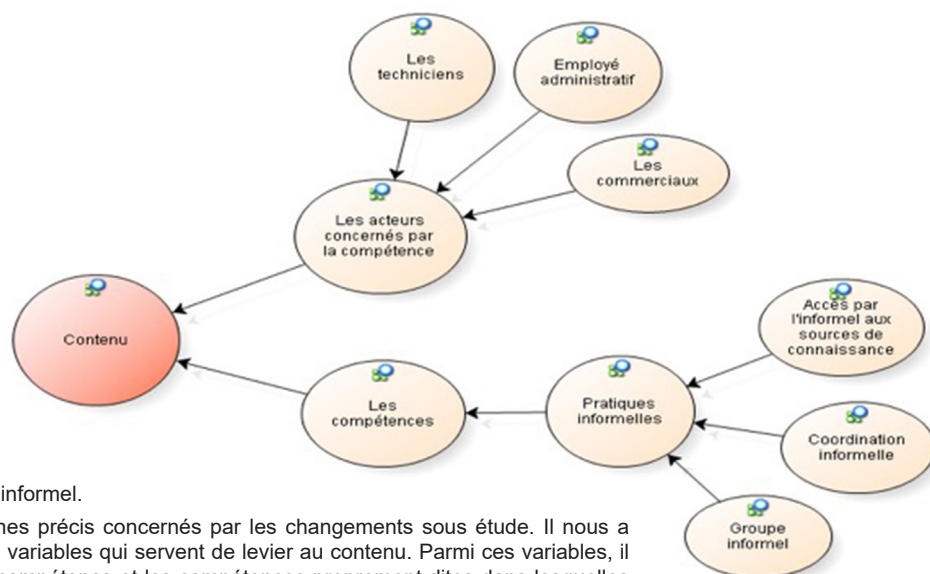 Les
techniciens
Employé
administratif
Les
commerciaux
Les acteurs
concernés par
la compétence
Contenu
Accès par
l'informel aux
sources de
connaissance
Les
compétences
Pratiques
informelles
Coordination
informelle
Groupe
informel
informel.
nes précis concernés par les changements sous étude. Il nous a
variables qui servent de levier au contenu. Parmi ces variables, il